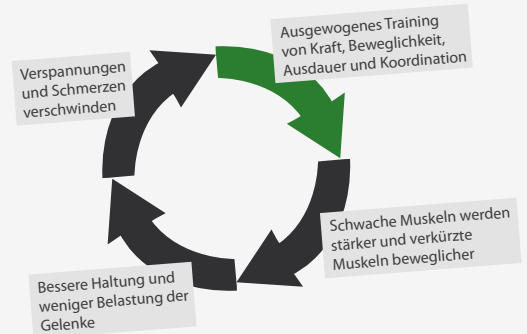 Ausgewogenes Training
von Kraft, Beweglichkeit,
Ausdauer und Koordination
Schwache Muskeln werden
stärker und verkürzte
Muskeln beweglicher
Bessere Haltung und
weniger Belastung der
Gelenke
Verspannungen
und Schmerzen
verschwinden